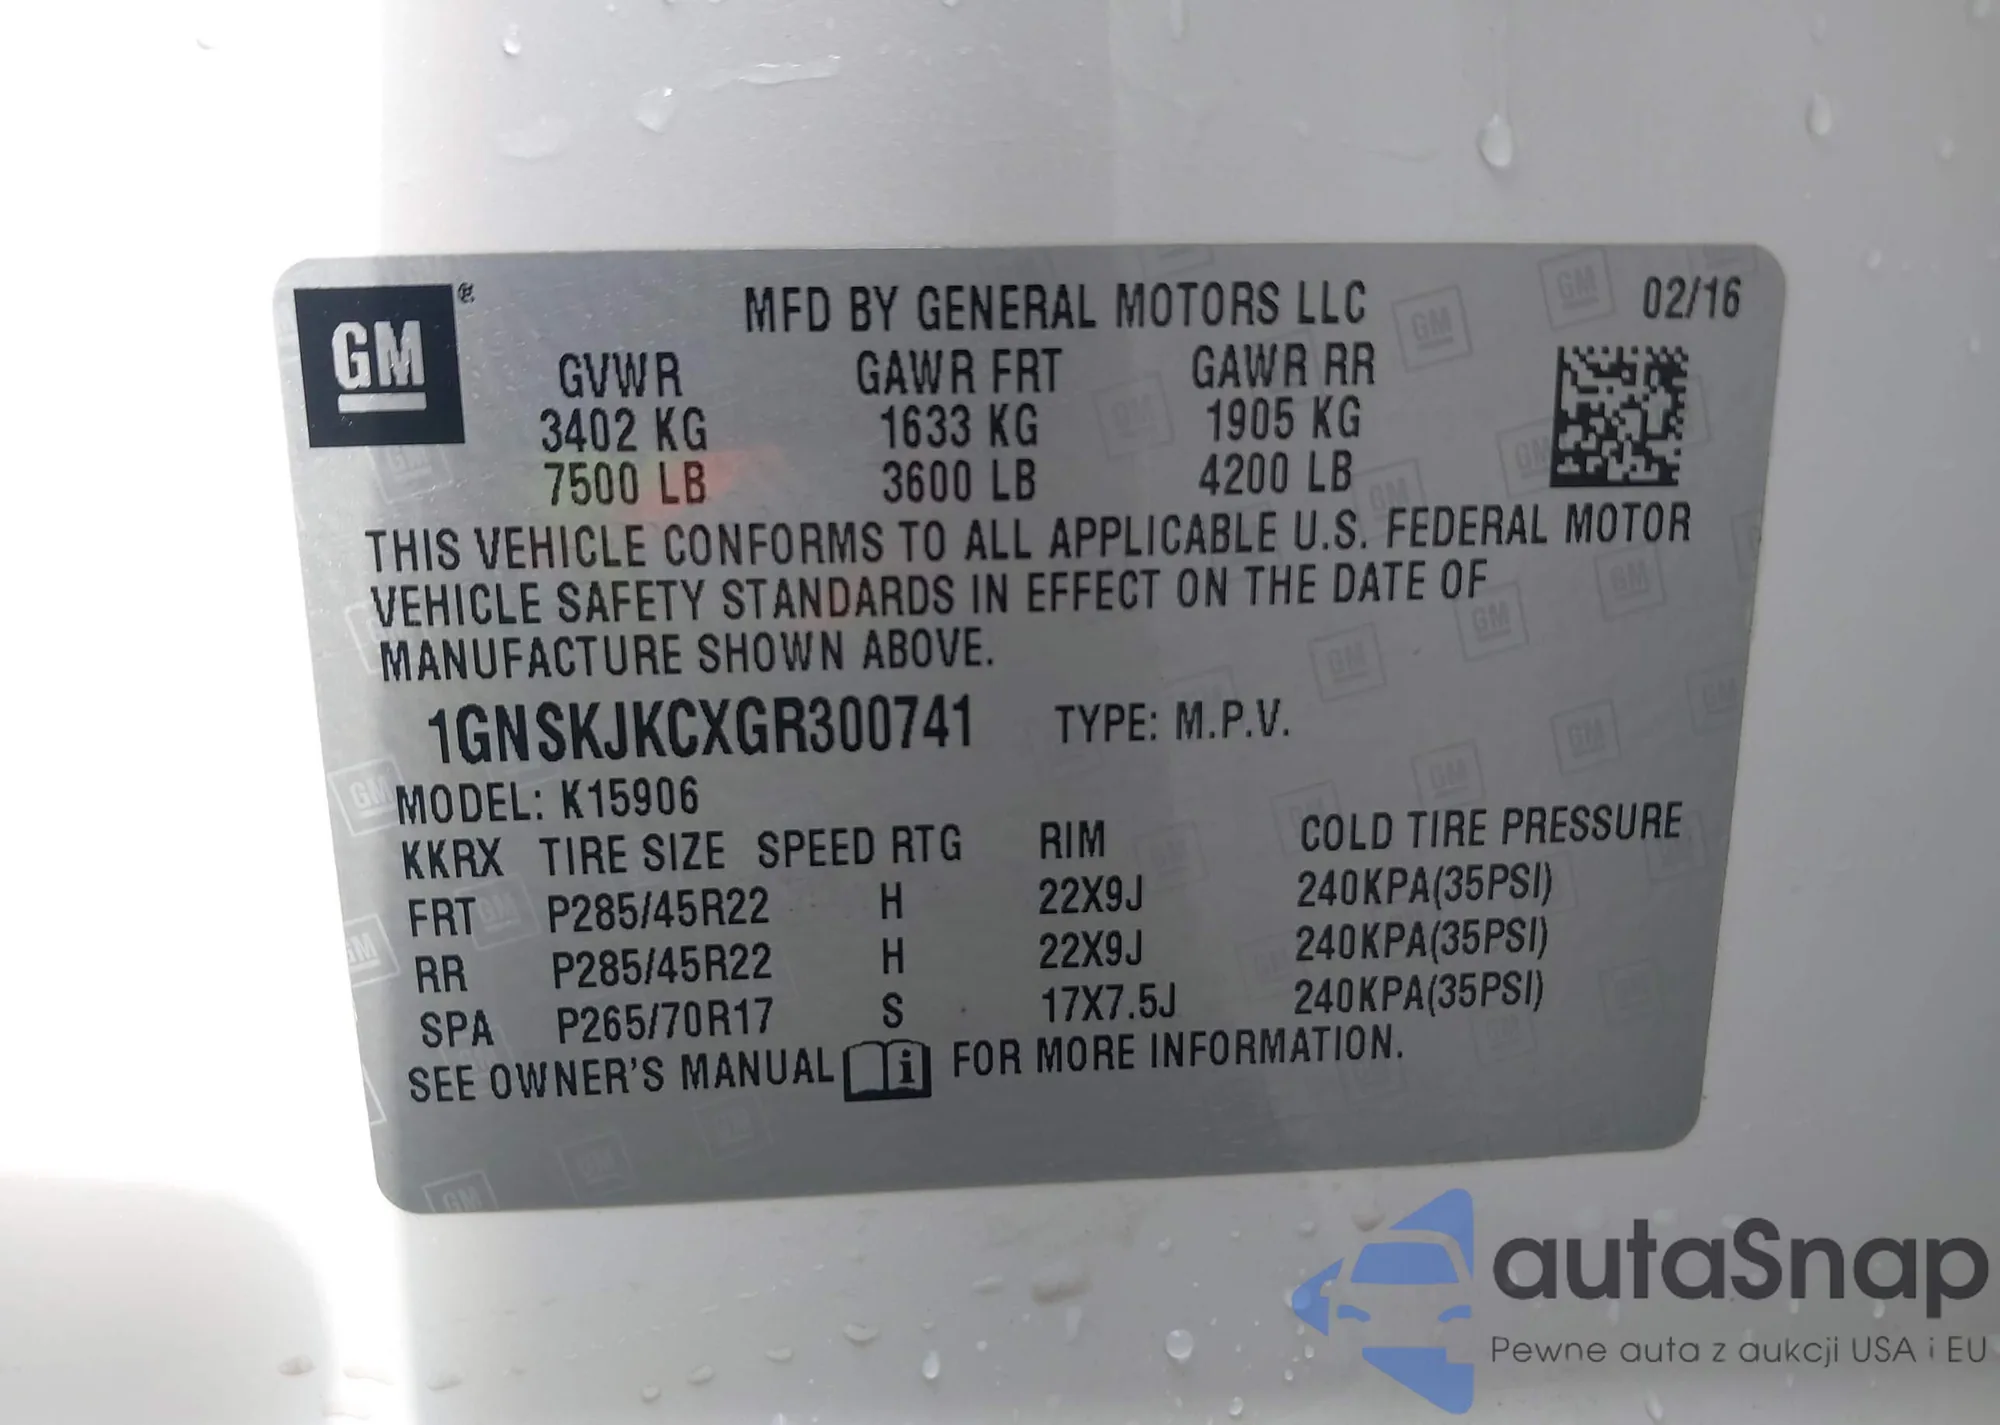 GM
MFD BY GENERAL MOTORS LLC 02/16
GVWR GAWR FRT GAWR RR
3402 KG 1633 KG 1905 KG
7500 LB 3600 LB 4200 LB
THIS VEHICLE CONFORMS TO ALL APPLICABLE U.S. FEDERAL MOTOR
VEHICLE SAFETY STANDARDS IN EFFECT ON THE DATE OF
MANUFACTURE SHOWN ABOVE.
1GNSKJKCXGR300741 TYPE: M.P.V.
MODEL: K15906
KKRX TIRE SIZE SPEED RTG RIM COLD TIRE PRESSURE
FRT P285/45R22 H 22X9J 240KPA(35PSI)
RR P285/45R22 H 22X9J 240KPA(35PSI)
SPA P265/70R17 S 17X7.5J 240KPA(35PSI)
SEE OWNER'S MANUAL i FOR MORE INFORMATION.
autaSnap
Pewne auta z aukcji USA i EU